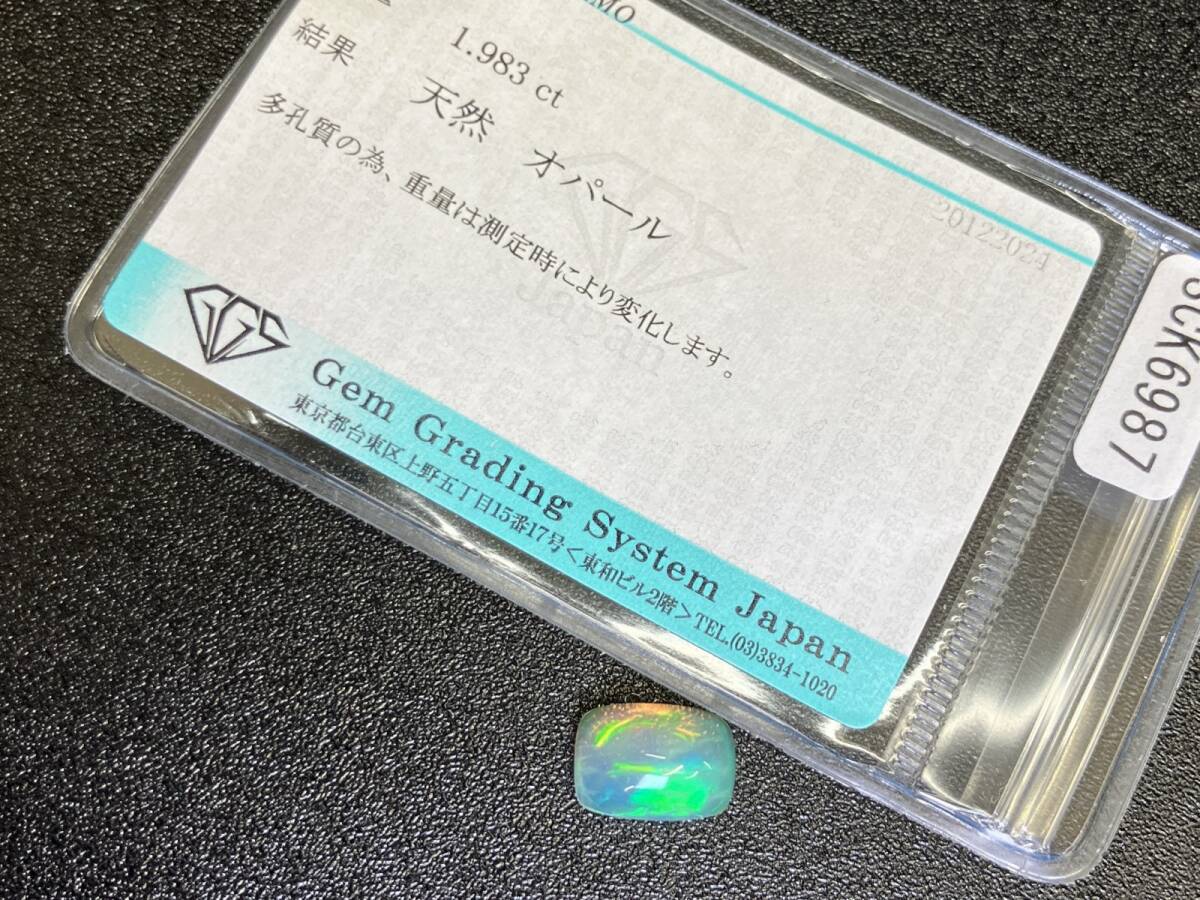 MO
1.983 ct
結果 天然 オパール
多孔質の為、重量は測定時により変化します。
20122024
GGS
Japan
GGS
Gem Grading System Japan
東京都台東区上野五丁目15番17号<東和ビル2階>TEL.(03)3834-1020
CK6987